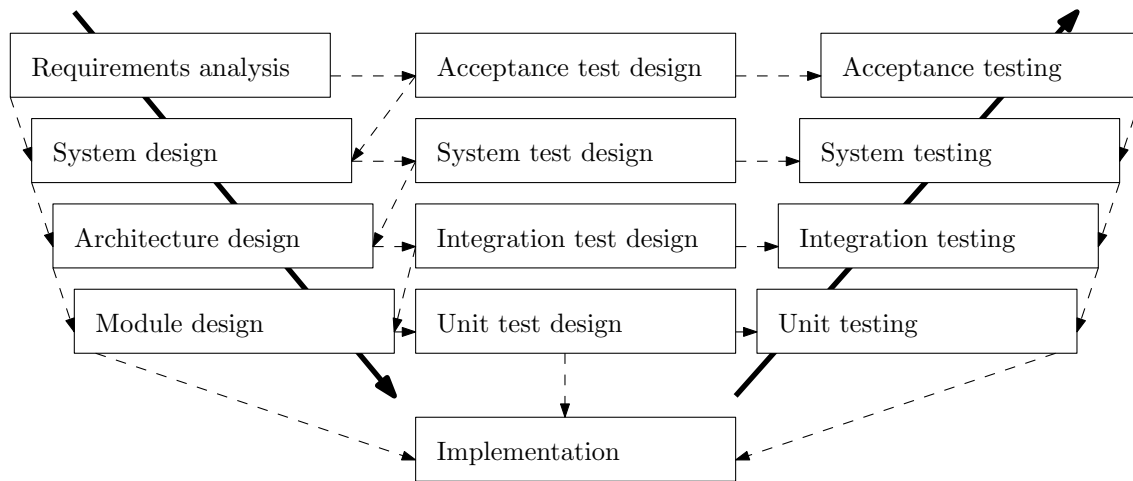 Requirements analysis
Acceptance test design
Acceptance testing
System design
System test design
System testing
Architecture design
Integration test design
Integration testing
Module design
Unit test design
Unit testing
Implementation